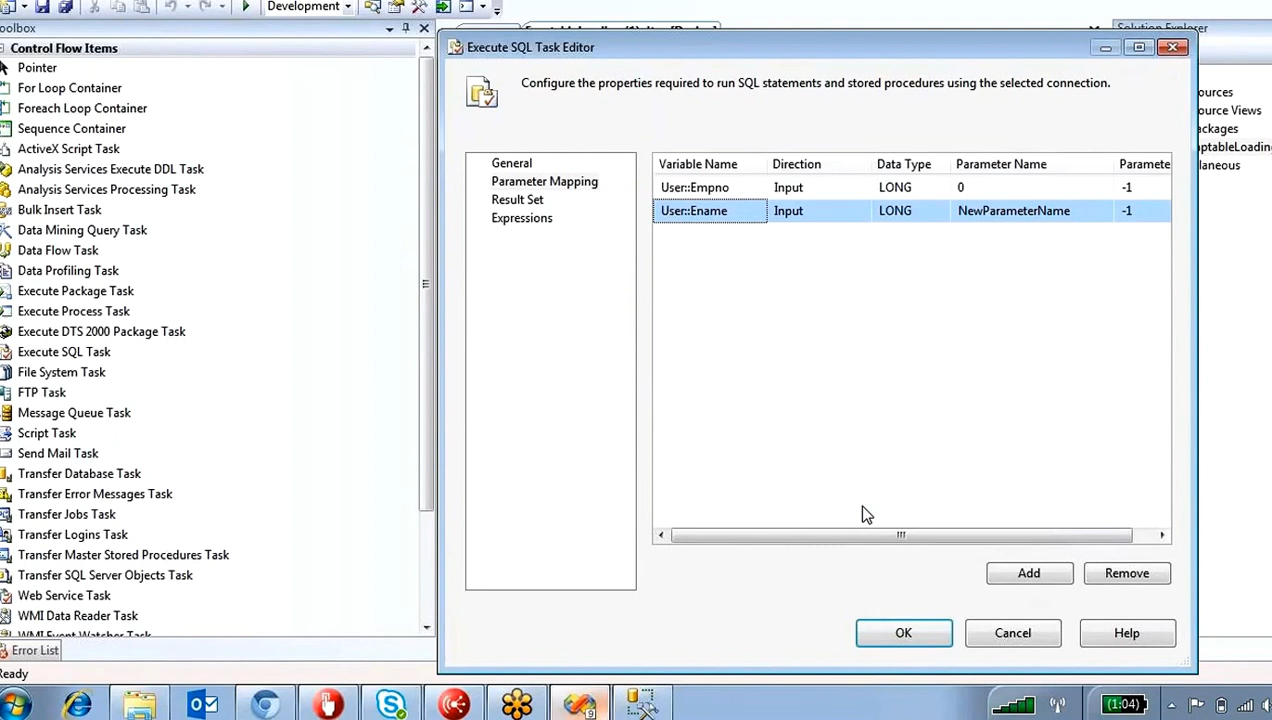 Development
oolbox
Control Flow Items
Pointer
For Loop Container
Foreach Loop Container
Sequence Container
ActiveX Script Task
Analysis Services Execute DDL Task
Analysis Services Processing Task
Bulk Insert Task
Data Mining Query Task
Data Flow Task
Data Profiling Task
Execute Package Task
Execute Process Task
Execute DTS 2000 Package Task
Execute SQL Task
File System Task
FTP Task
Message Queue Task
Script Task
Send Mail Task
Transfer Database Task
Transfer Error Messages Task
Transfer Jobs Task
Transfer Logins Task
Transfer Master Stored Procedures Task
Transfer SQL Server Objects Task
Web Service Task
WMI Data Reader Task
WMI Event Watcher Task
Error List
Ready
Execute SQL Task Editor
Configure the properties required to run SQL statements and stored procedures using the selected connection.
General
Parameter Mapping
Result Set
Expressions
Variable Name Direction Data Type Parameter Name Paramete
User::Empno Input LONG 0 -1
User::Ename Input LONG NewParameterName -1
Add Remove
OK Cancel Help
Solution Explorer
ources
ource Views
ackages
nptableLoading
laneous
9
(1:04)